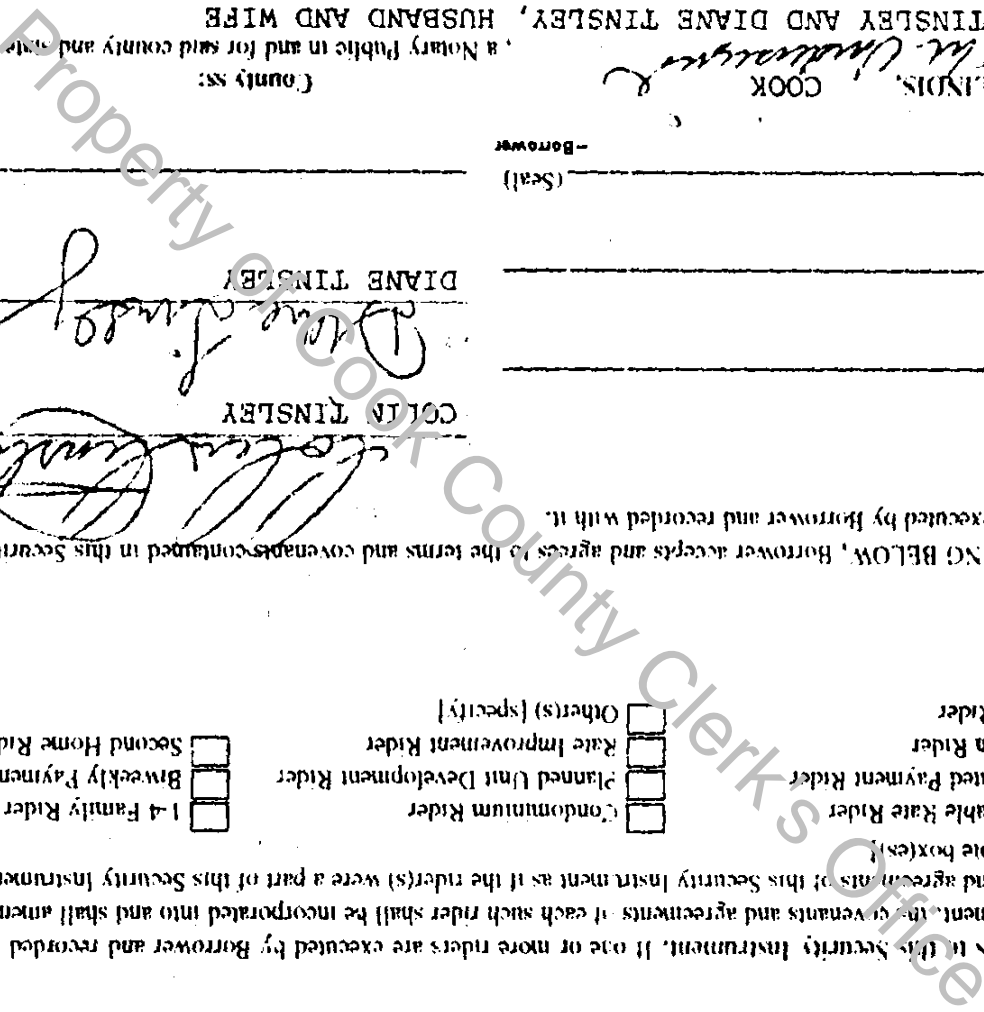 s to this Security Instrument. If one or more riders are executed by Borrower and recorded
ment, the covenants and agreements of each such rider shall be incorporated into and shall amen
nd agreements of this Security Instrument as if the rider(s) were a part of this Security Instrumen
ble box(es)]
able Rate Rider
Condominium Rider
1-4 Family Rider
ated Payment Rider
Planned Unit Development Rider
Biweekly Paymen
n Rider
Rate Improvement Rider
Second Home Rid
Rider
Other(s) [specify]
NG BELOW, Borrower accepts and agrees to the terms and covenants contained in this Securit
executed by Borrower and recorded with it.
Colin Tinsl
COLIN TINSLEY
Diane Tinsley
DIANE TINSLEY
(Seal)
-Borrower
LINOIS, COOK
County ss:
, a Notary Public in and for said county and state
TINSLEY AND DIANE TINSLEY, HUSBAND AND WIFE
Property of Cook County Clerk's Office